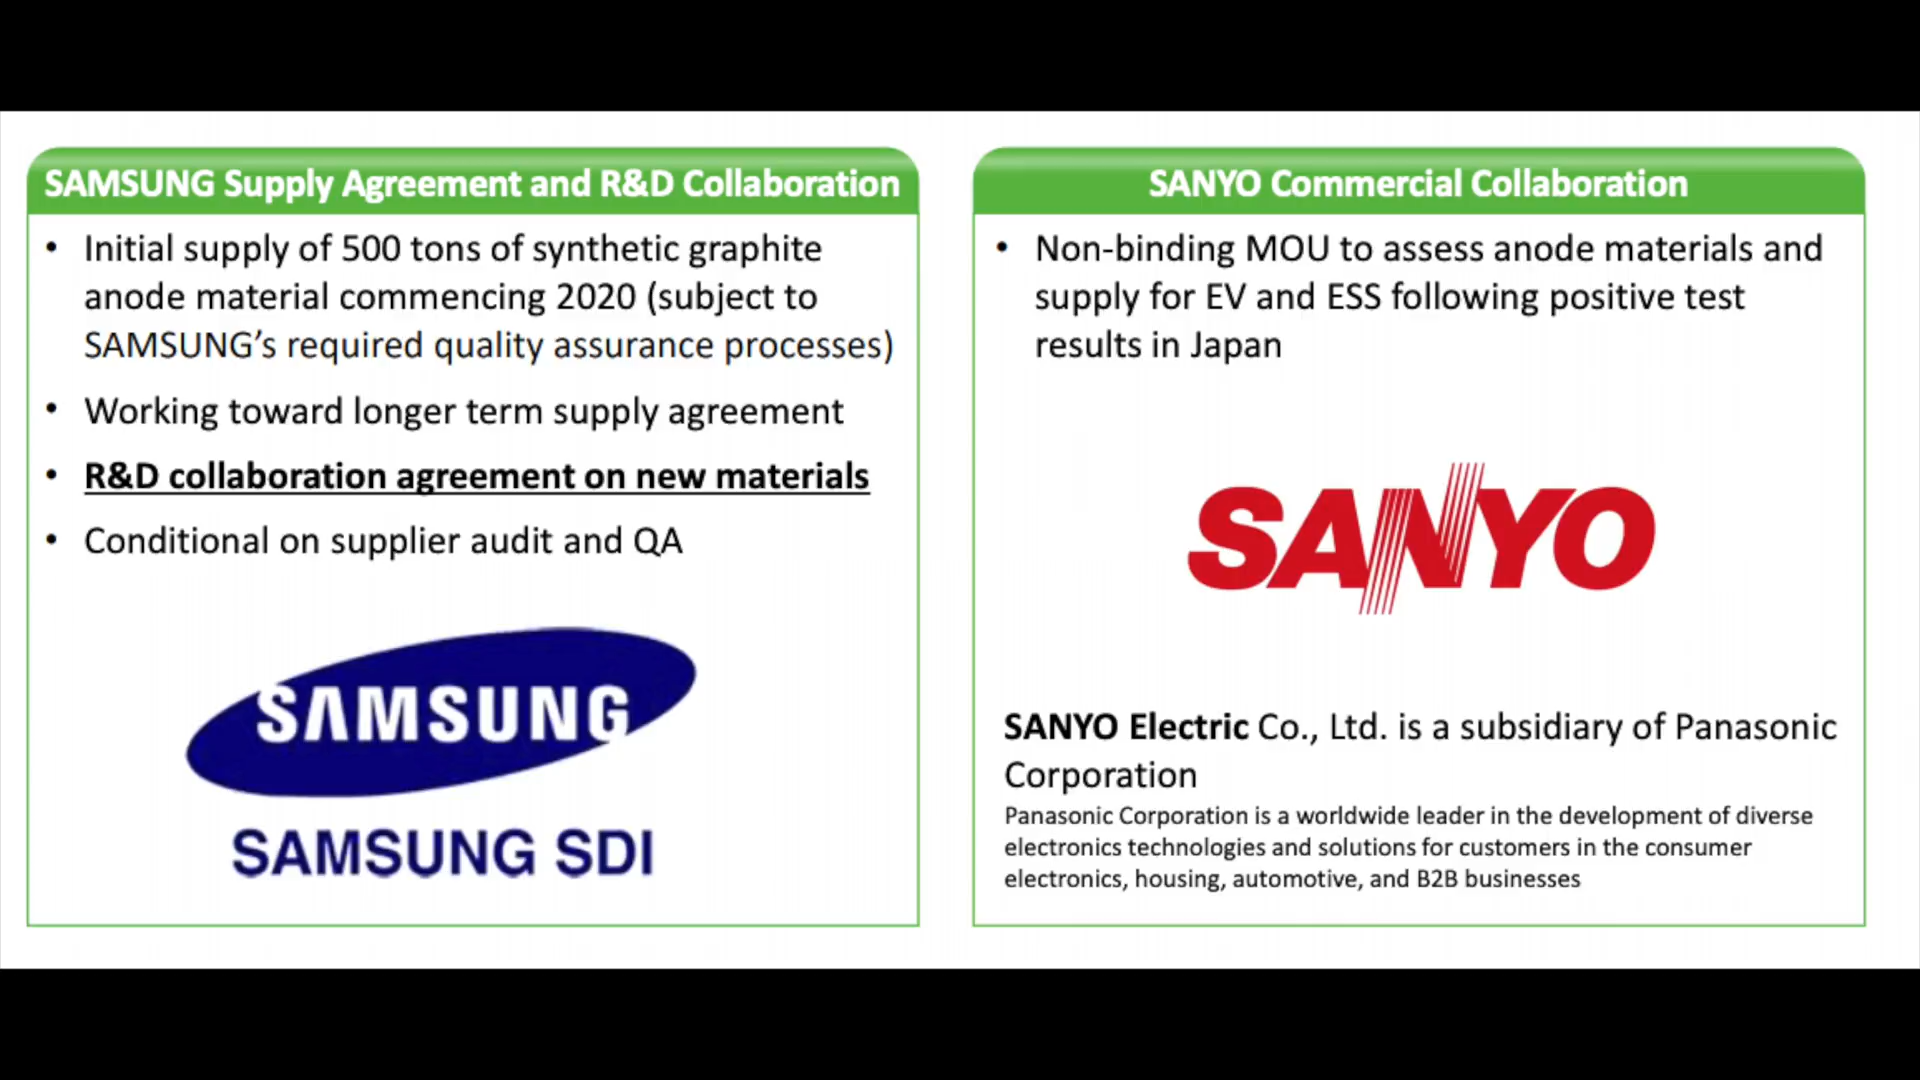 SAMSUNG Supply Agreement and R&D Collaboration
• Initial supply of 500 tons of synthetic graphite
anode material commencing 2020 (subject to
SAMSUNG’s required quality assurance processes)
• Working toward longer term supply agreement
• R&D collaboration agreement on new materials
• Conditional on supplier audit and QA
SAMSUNG
SAMSUNG SDI
SANYO Commercial Collaboration
• Non-binding MOU to assess anode materials and
supply for EV and ESS following positive test
results in Japan
SANYO
SANYO Electric Co., Ltd. is a subsidiary of Panasonic
Corporation
Panasonic Corporation is a worldwide leader in the development of diverse
electronics technologies and solutions for customers in the consumer
electronics, housing, automotive, and B2B businesses